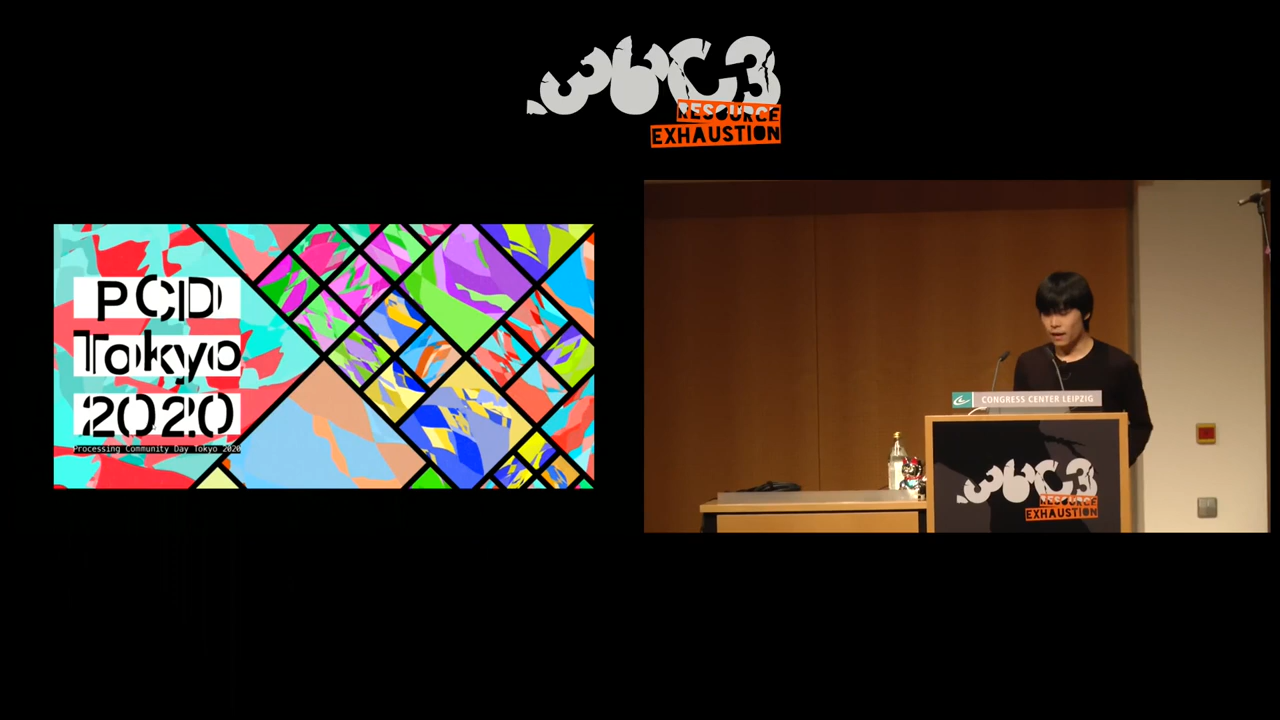 36C3
RESOURCE
EXHAUSTION
PCD
Tokyo
2020
Processing Community Day Tokyo 2020
CONGRESS CENTER LEIPZIG
36C3
RESOURCE
EXHAUSTION